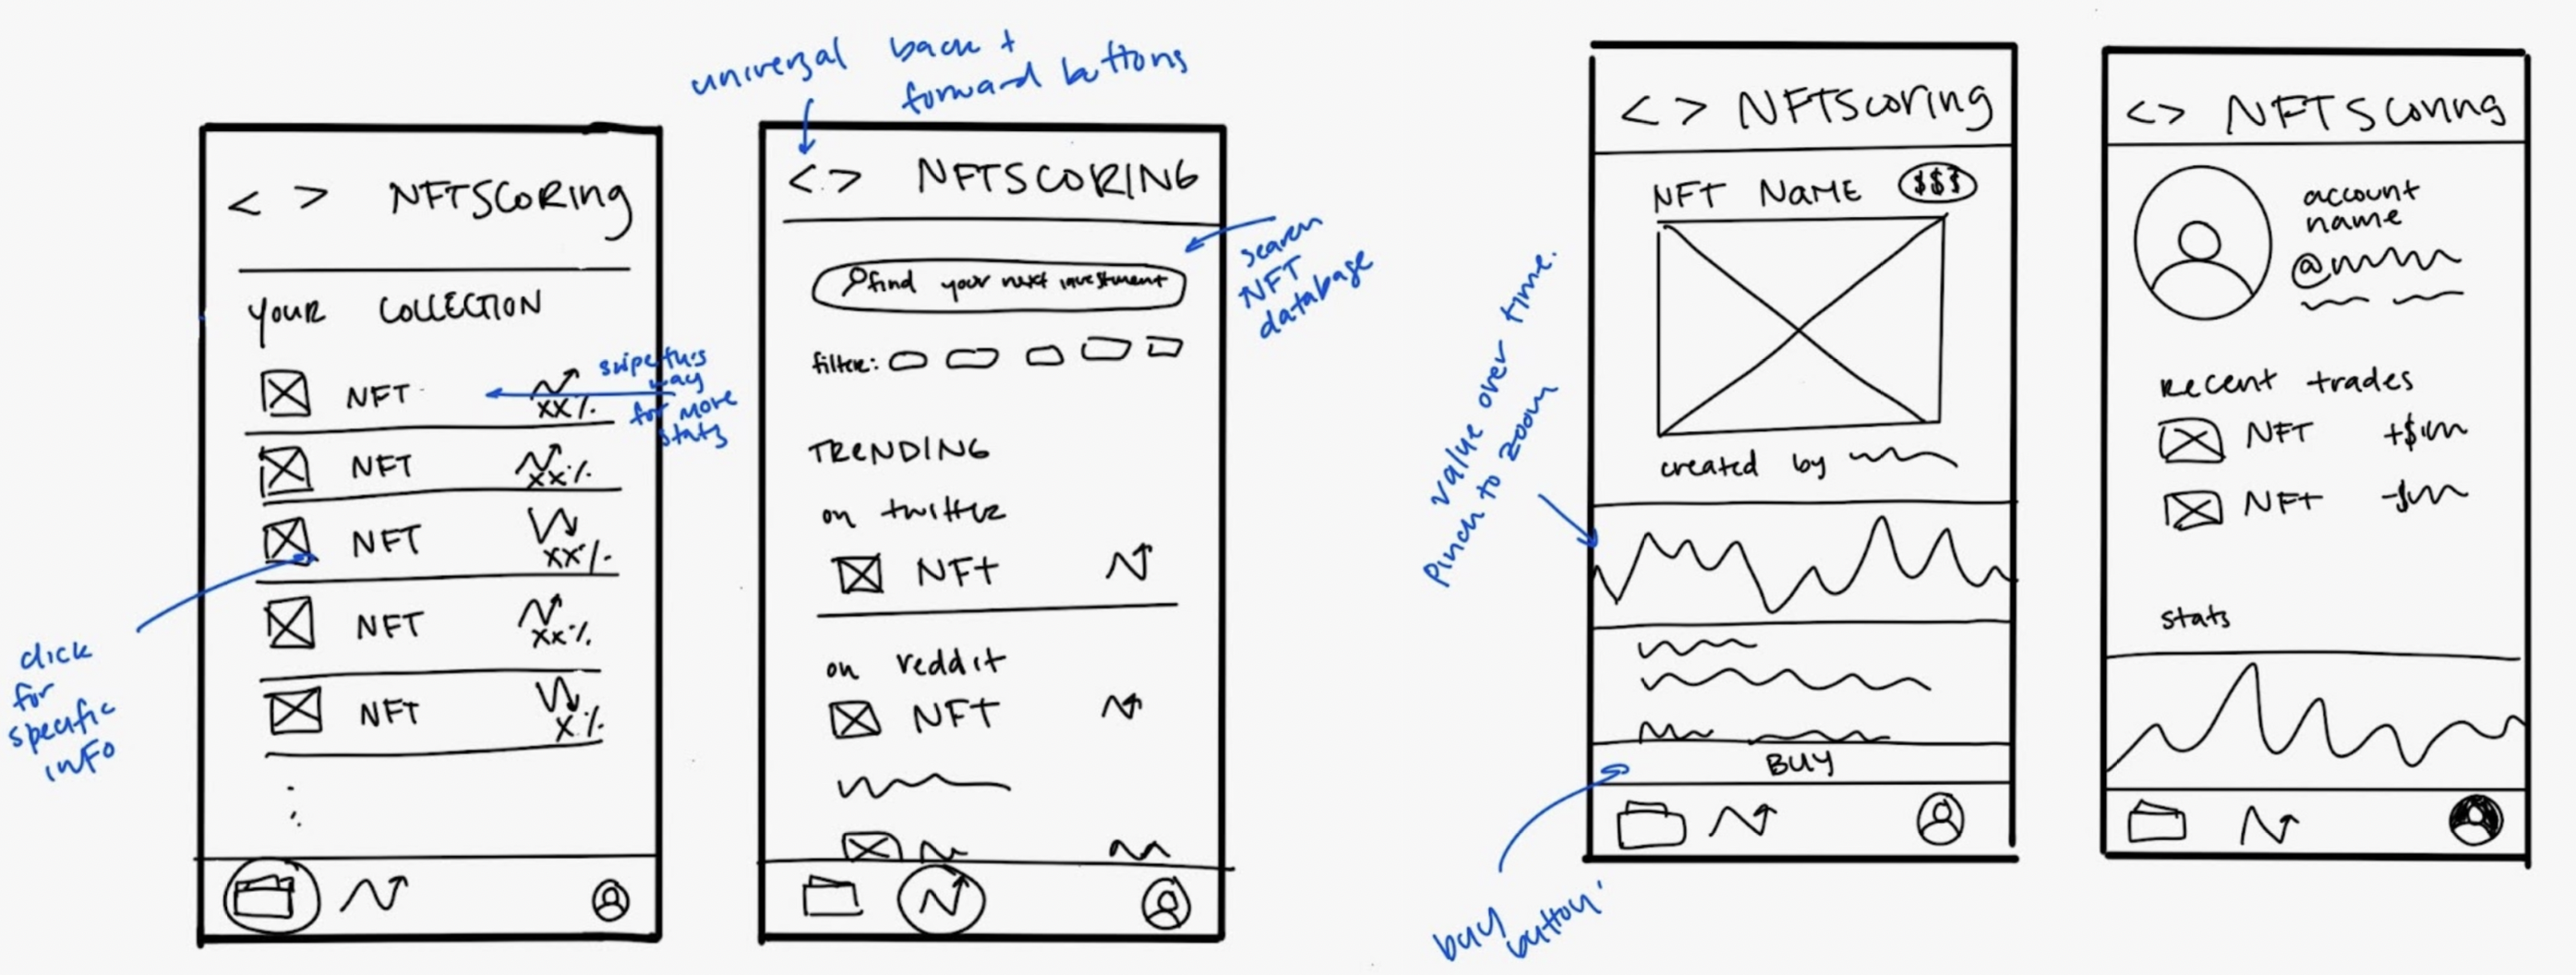 universal back +
forward buttons
< > NFTSCORing
YOUR COLLECTION
NFT
XX%
swipe this
way
for more
stats
NFT
XX%
NFT
XX%
NFT
XX%
NFT
X%
click
for
specific
info
< > NFTSCORING
search
NFT
database
find your next investment
filter:
TRENDING
on twitter
NFT
on reddit
NFT
< > NFTScoring
NFT NAME $$$
created by
value over time.
Pinch to zoom
BUY
buy
button
< > NFTScoring
account
name
@
Recent trades
NFT +$
NFT -$
stats